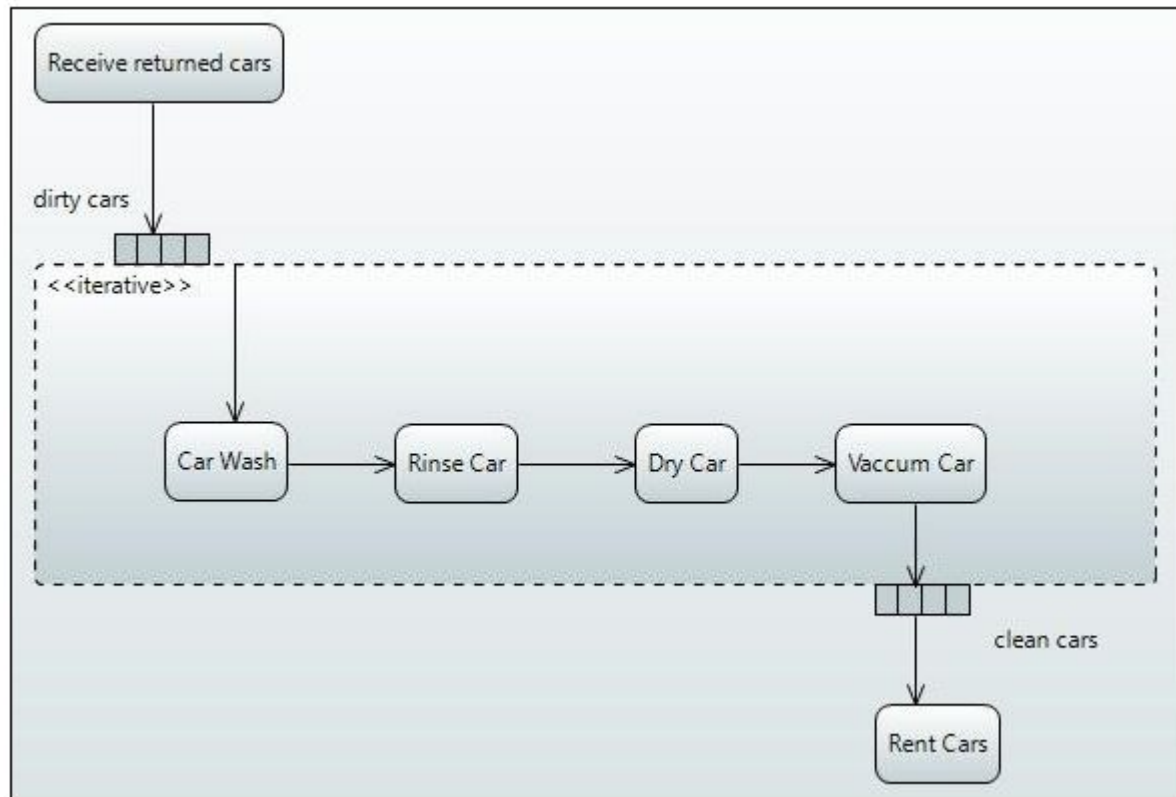 Receive returned cars
dirty cars
<<iterative>>
Car Wash
Rinse Car
Dry Car
Vaccum Car
clean cars
Rent Cars